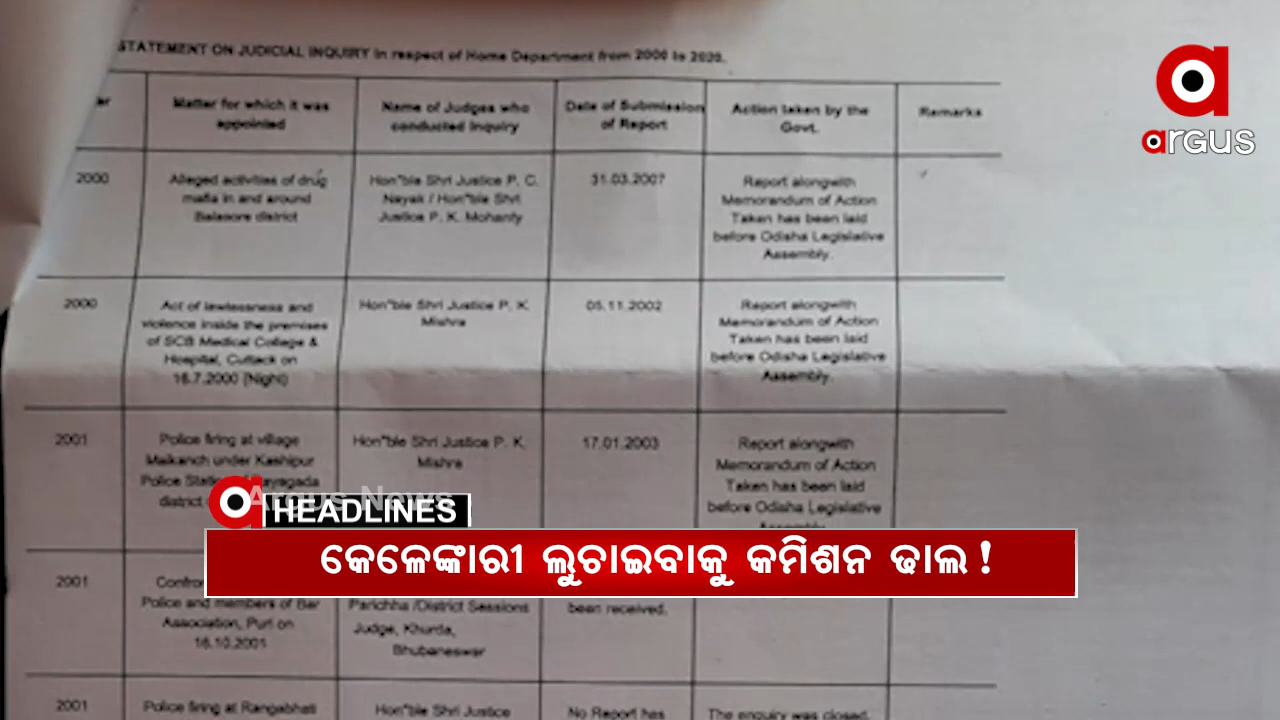 STATEMENT ON JUDICIAL INQUIRY in respect of Home Department from 2000 to 2020.
Matter for which it was
appointed
Name of Judges who
conducted Inquiry
Date of Submission
of Report
Action taken by the
Govt.
Remarks
argus
2000
Alleged activities of drug
mafia in and around
Balasore district
Hon"ble Shri Justice P. C.
Nayak / Hon"ble Shri
Justice P. K. Mohanty
31.03.2007
Report alongwith
Memorandum of Action
Taken has been laid
before Odisha Legislative
Assembly.
2000
Act of lawlessness and
violence inside the premises
of SCB Medical College &
Hospital, Cuttack on
16.7.2000 (Night)
Hon"ble Shri Justice P. K.
Mishra
05.11.2002
Report alongwith
Memorandum of Action
Taken has been laid
before Odisha Legislative
Assembly.
2001
Police firing at village
Maikanch under Kashipur
Police
district
Hon"ble Shri Justice P. K.
Mishra
17.01.2003
Report alongwith
Memorandum of Action
Taken has been laid
before Odisha Legislative
Argus News
HEADLINES
କେଳେଙ୍କାରୀ ଲୁଚାଇବାକୁ କମିଶନ ଢାଲ!
2001
Police and members of Bar
Association, Puri on
16.10.2001
Parichha /District Sessions
Judge, Khurda,
Bhubaneswar
been received.
2001
Police firing at Rangabhati
Hon"ble Shri Justice
No Report has
The enquiry was closed.